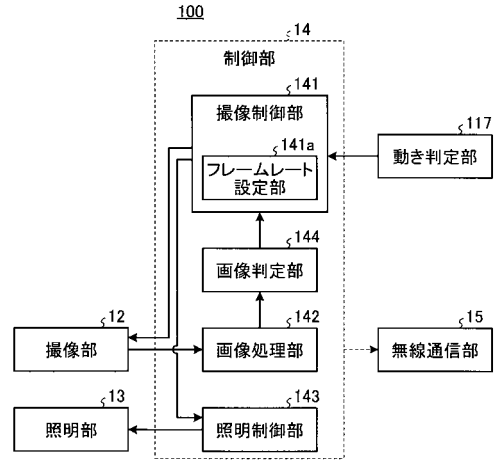 100
14
制御部
141
撮像制御部
141a
フレームレート
設定部
117
動き判定部
144
画像判定部
12
撮像部
142
画像処理部
15
無線通信部
13
照明部
143
照明制御部